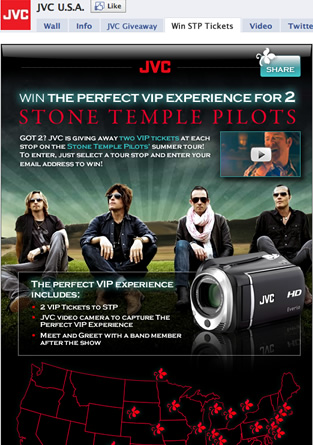 JVC
JVC U.S.A.
Like
Wall Info JVC Giveaway Win STP Tickets Video Twitte
JVC
SHARE
WIN THE PERFECT VIP EXPERIENCE FOR 2
STONE TEMPLE PILOTS
GOT 2? JVC IS GIVING AWAY TWO VIP TICKETS AT EACH
STOP ON THE STONE TEMPLE PILOTS' SUMMER TOUR!
TO ENTER, JUST SELECT A TOUR STOP AND ENTER YOUR
EMAIL ADDRESS TO WIN!
THE PERFECT VIP EXPERIENCE
INCLUDES:
2 VIP TICKETS TO STP
JVC VIDEO CAMERA TO CAPTURE THE
PERFECT VIP EXPERIENCE
MEET AND GREET WITH A BAND MEMBER
AFTER THE SHOW
JVC
HD
Everio